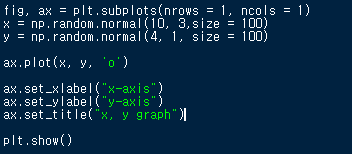 fig, ax = plt.subplots(nrows = 1, ncols = 1)
x = np.random.normal(10, 3,size = 100)
y = np.random.normal(4, 1, size = 100)
ax.plot(x, y, 'o')
ax.set_xlabel("x-axis")
ax.set_ylabel("y-axis")
ax.set_title("x, y graph")
plt.show()